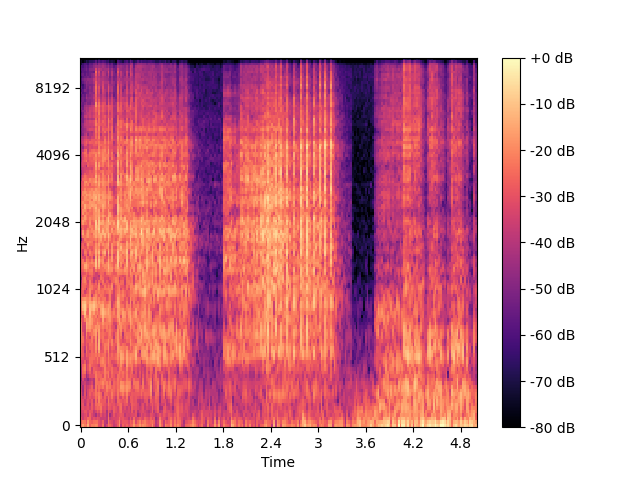 +0 dB
8192
-10 dB
4096
-20 dB
-30 dB
2048
Hz
-40 dB
1024
-50 dB
-60 dB
512
-70 dB
0
-80 dB
0 0.6 1.2 1.8 2.4 3 3.6 4.2 4.8
Time